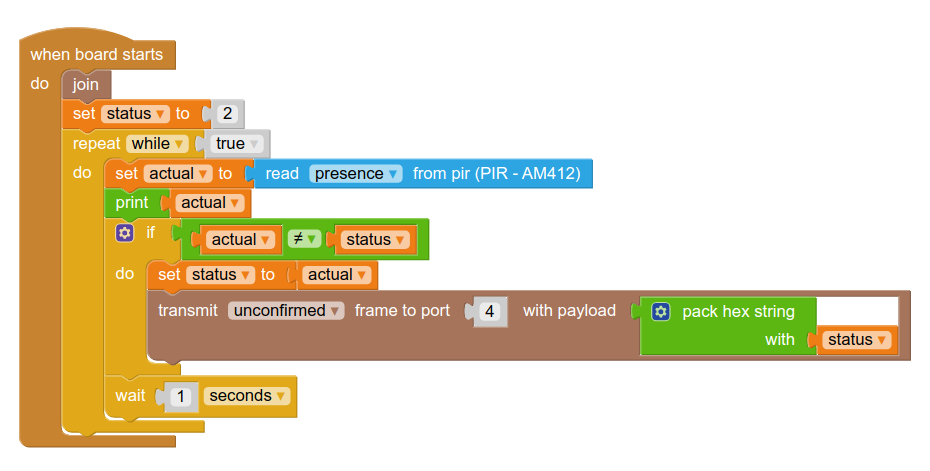 when board starts
do join
set status ▾ to 2
repeat while ▾ true ▾
do set actual ▾ to read presence ▾ from pir (PIR - AM412)
print actual ▾
if actual ▾ ≠ ▾ status ▾
do set status ▾ to actual ▾
transmit unconfirmed ▾ frame to port 4 with payload pack hex string
with status ▾
wait 1 seconds ▾